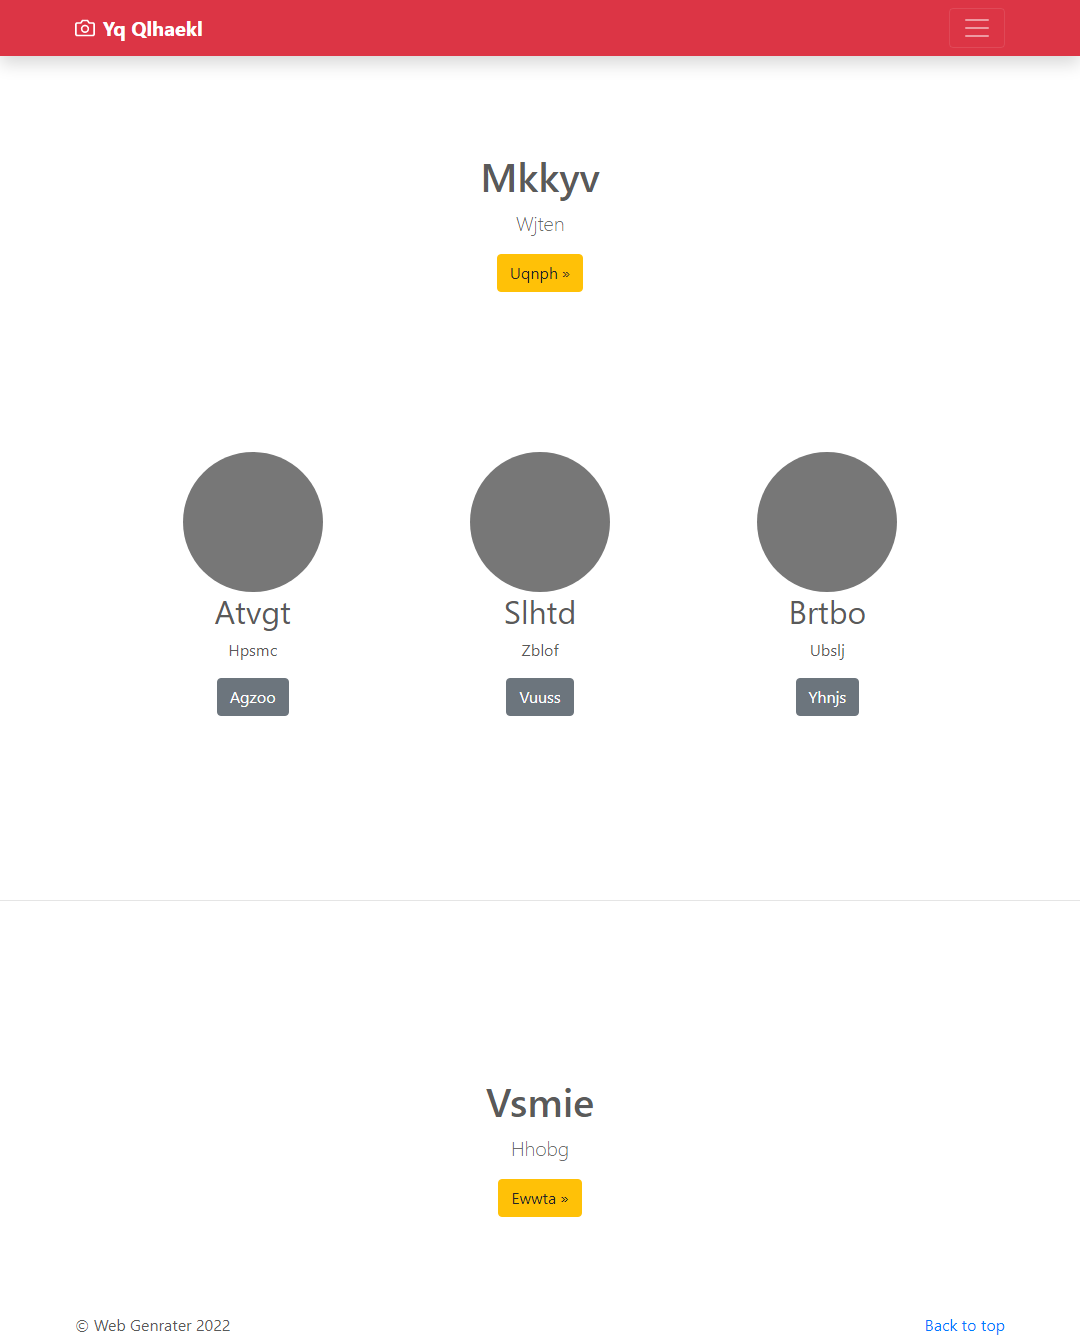 Yq Qlhaekl
Mkkyv
Wjten
Uqnph »
Atvgt
Hpsmc
Agzoo
Slhtd
Zblof
Vuuss
Brtbo
Ubslj
Yhnjs
Vsmie
Hhobg
Ewwta »
© Web Genrater 2022
Back to top